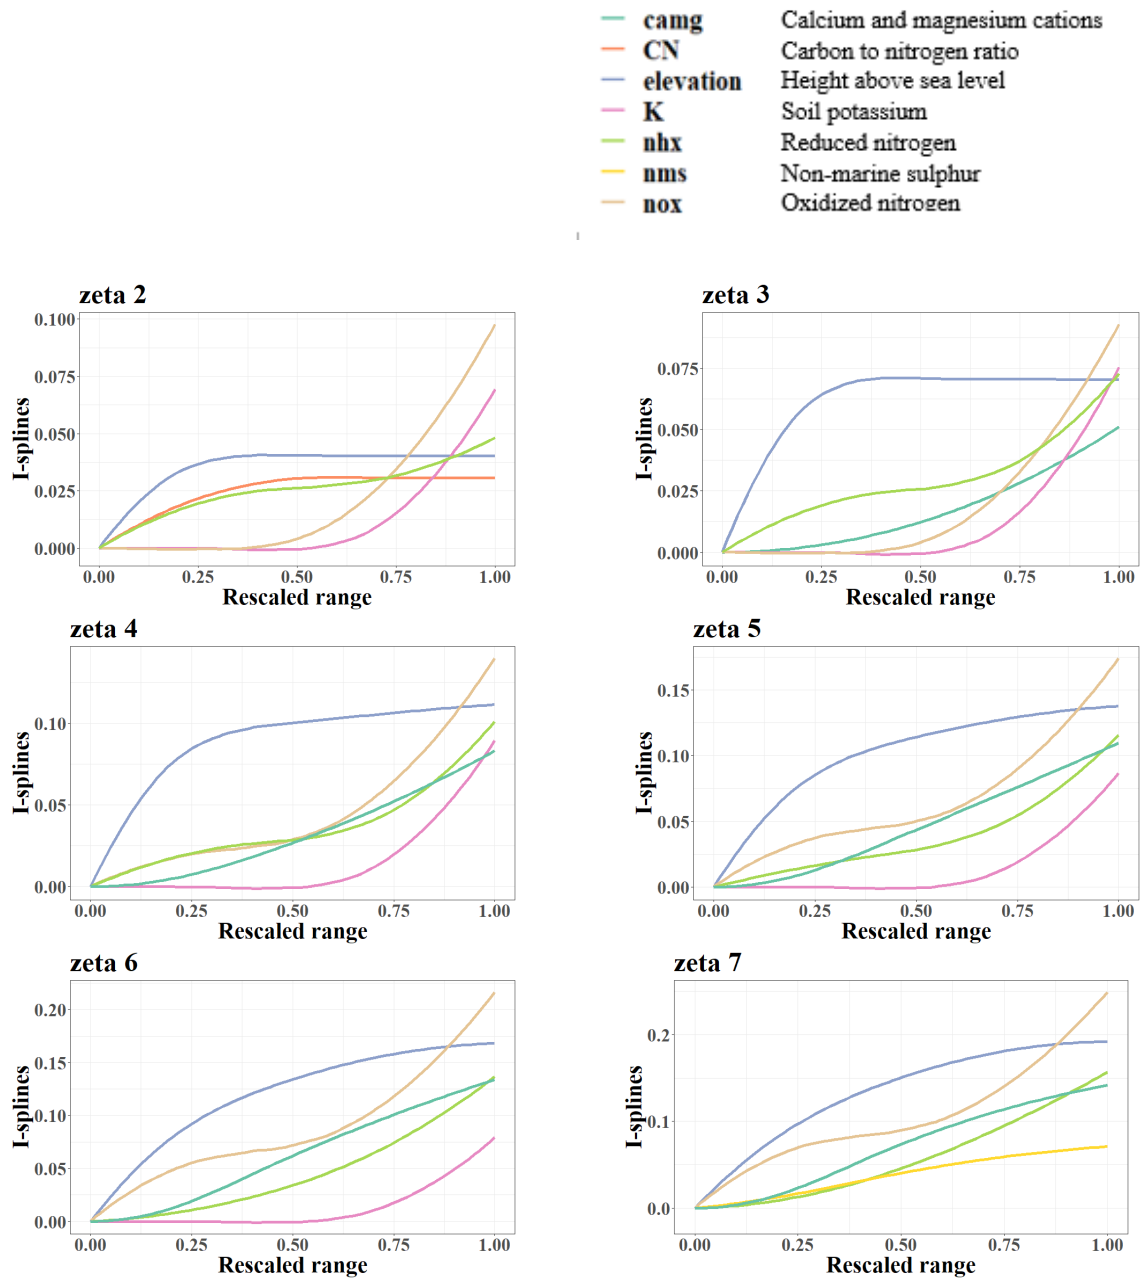 camg Calcium and magnesium cations
CN Carbon to nitrogen ratio
elevation Height above sea level
K Soil potassium
nhx Reduced nitrogen
nms Non-marine sulphur
nox Oxidized nitrogen
zeta 2
0.100
0.075
0.050
0.025
0.000
I-splines
0.00 0.25 0.50 0.75 1.00
Rescaled range
zeta 3
0.075
0.050
0.025
0.000
I-splines
0.00 0.25 0.50 0.75 1.00
Rescaled range
zeta 4
0.10
0.05
0.00
I-splines
0.00 0.25 0.50 0.75 1.00
Rescaled range
zeta 5
0.15
0.10
0.05
0.00
I-splines
0.00 0.25 0.50 0.75 1.00
Rescaled range
zeta 6
0.20
0.15
0.10
0.05
0.00
I-splines
0.00 0.25 0.50 0.75 1.00
Rescaled range
zeta 7
0.2
0.1
0.0
I-splines
0.00 0.25 0.50 0.75 1.00
Rescaled range